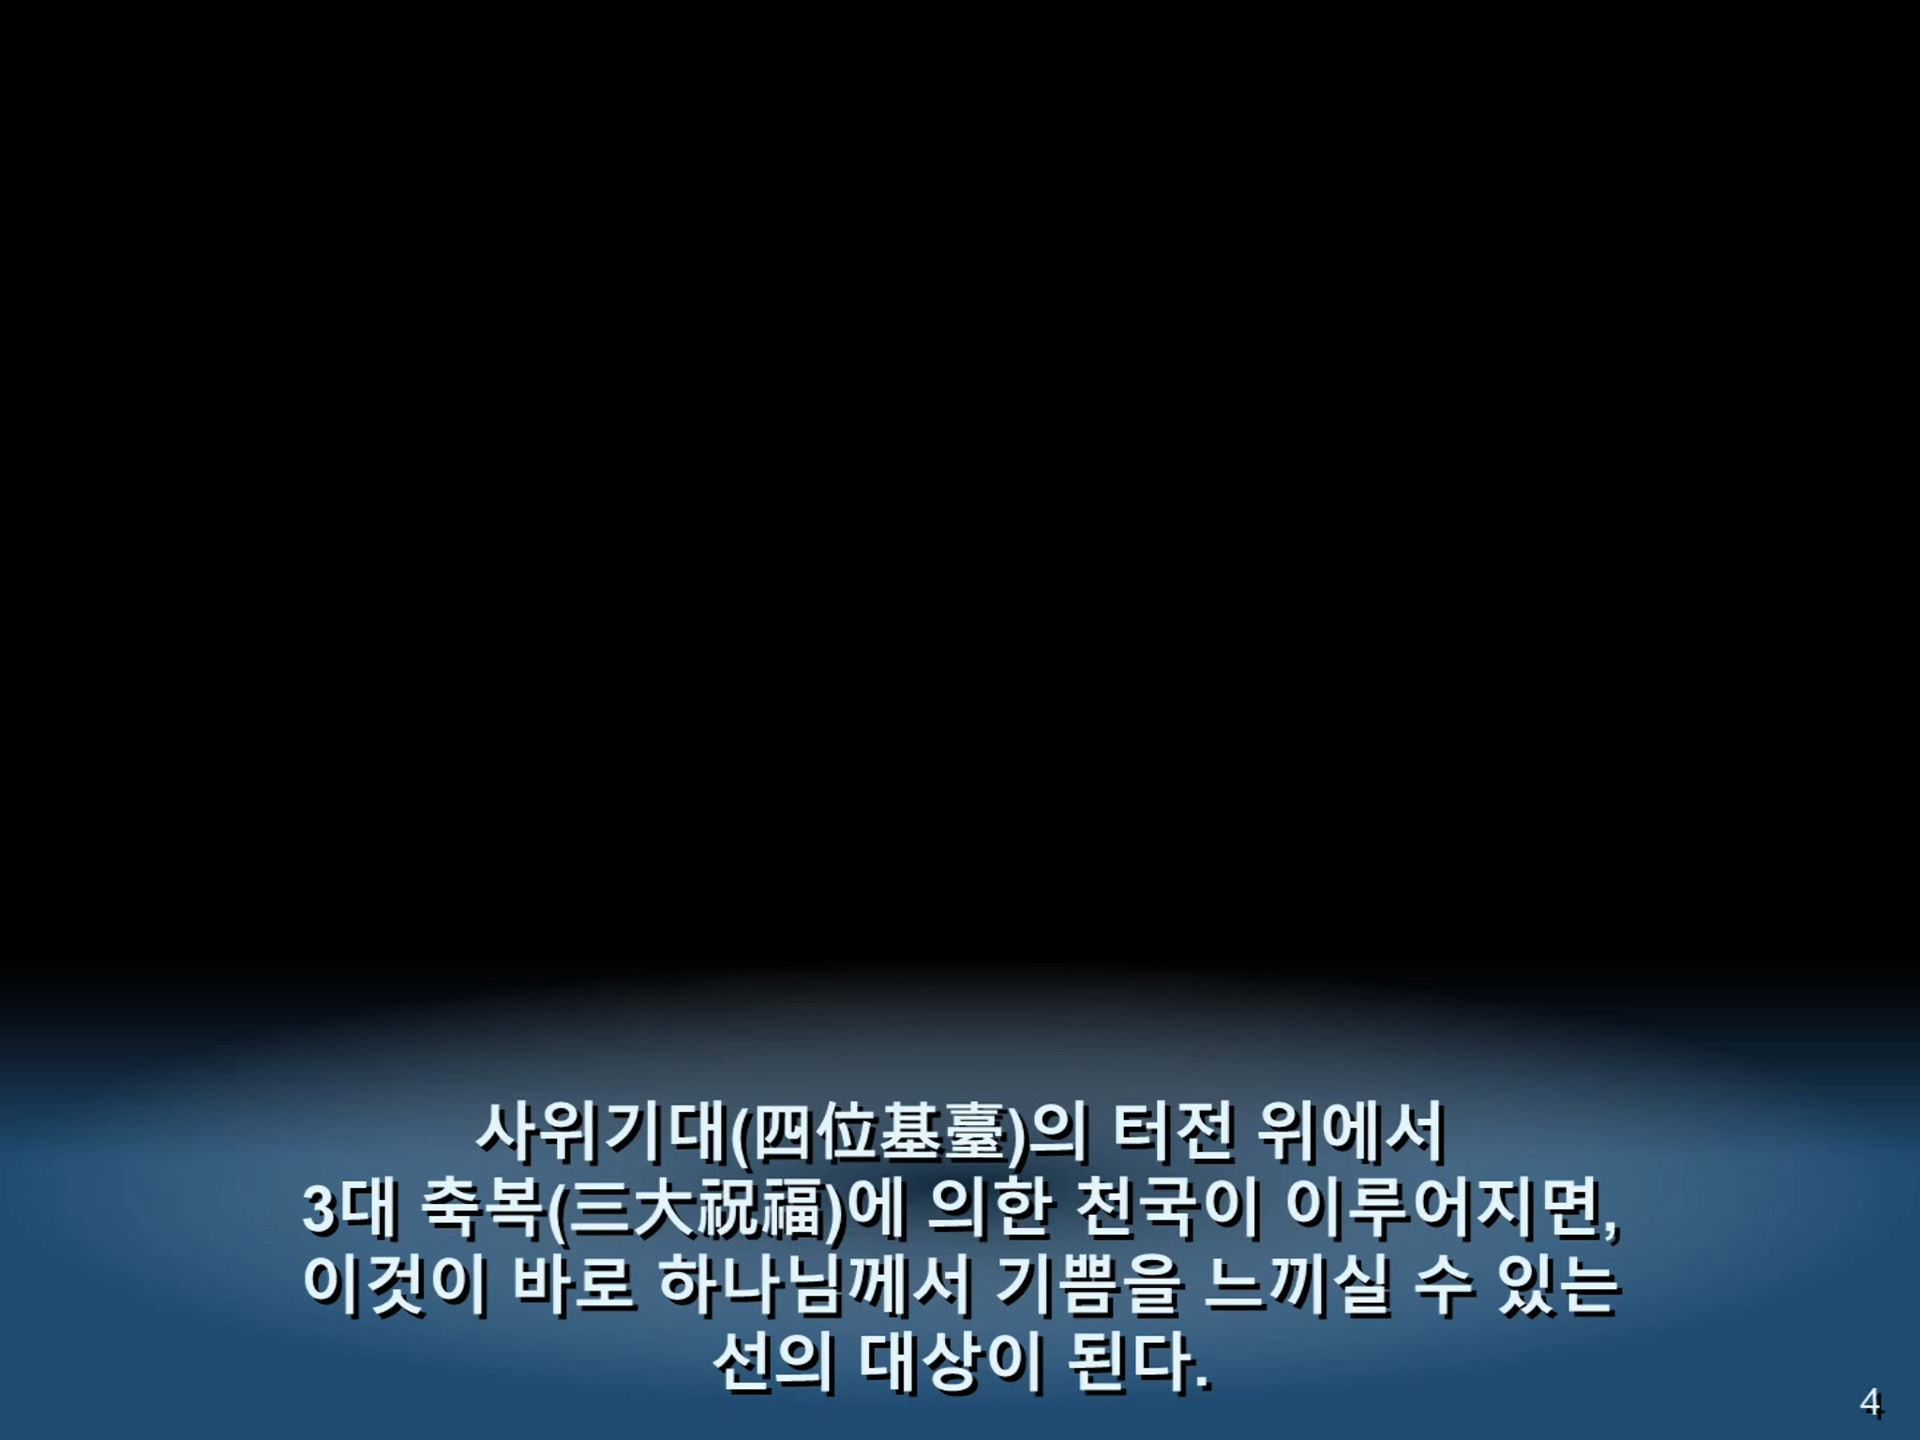 사위기대(四位基臺)의 터전 위에서
3대 축복(三大祝福)에 의한 천국이 이루어지면,
이것이 바로 하나님께서 기쁨을 느끼실 수 있는
선의 대상이 된다.
4